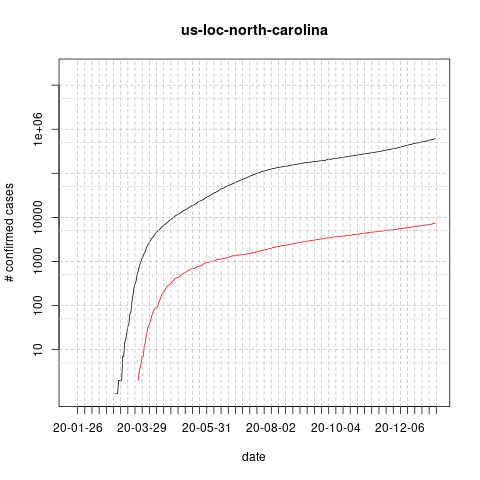 us-loc-north-carolina
# confirmed cases
1e+06
10000
1000
100
10
20-01-26 20-03-29 20-05-31 20-08-02 20-10-04 20-12-06
date